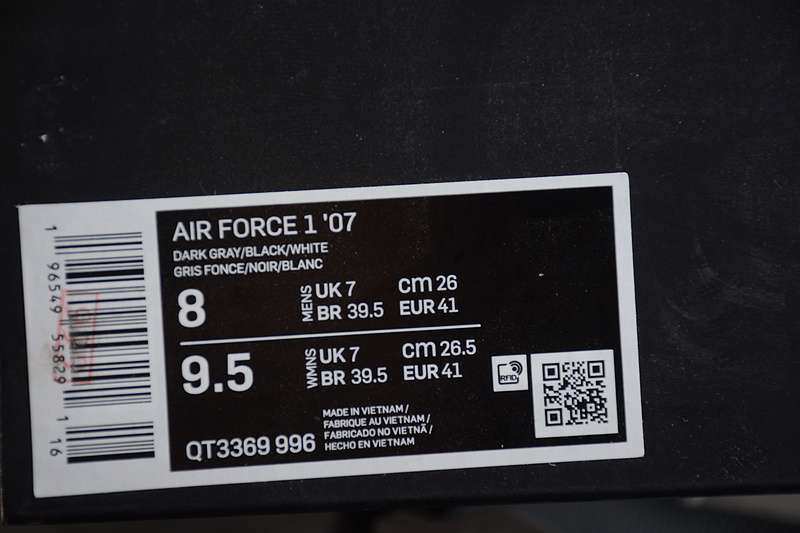 1 96549 55829 1 16
AIR FORCE 1 '07
DARK GRAY/BLACK/WHITE
GRIS FONCE/NOIR/BLANC
8
MENS
UK 7 cm 26
BR 39.5 EUR 41
9.5
WMNS
UK 7 cm 26.5
BR 39.5 EUR 41
RFID
QT3369 996
MADE IN VIETNAM /
FABRIQUE AU VIETNAM /
FABRICADO NO VIETNÃ /
HECHO EN VIETNAM